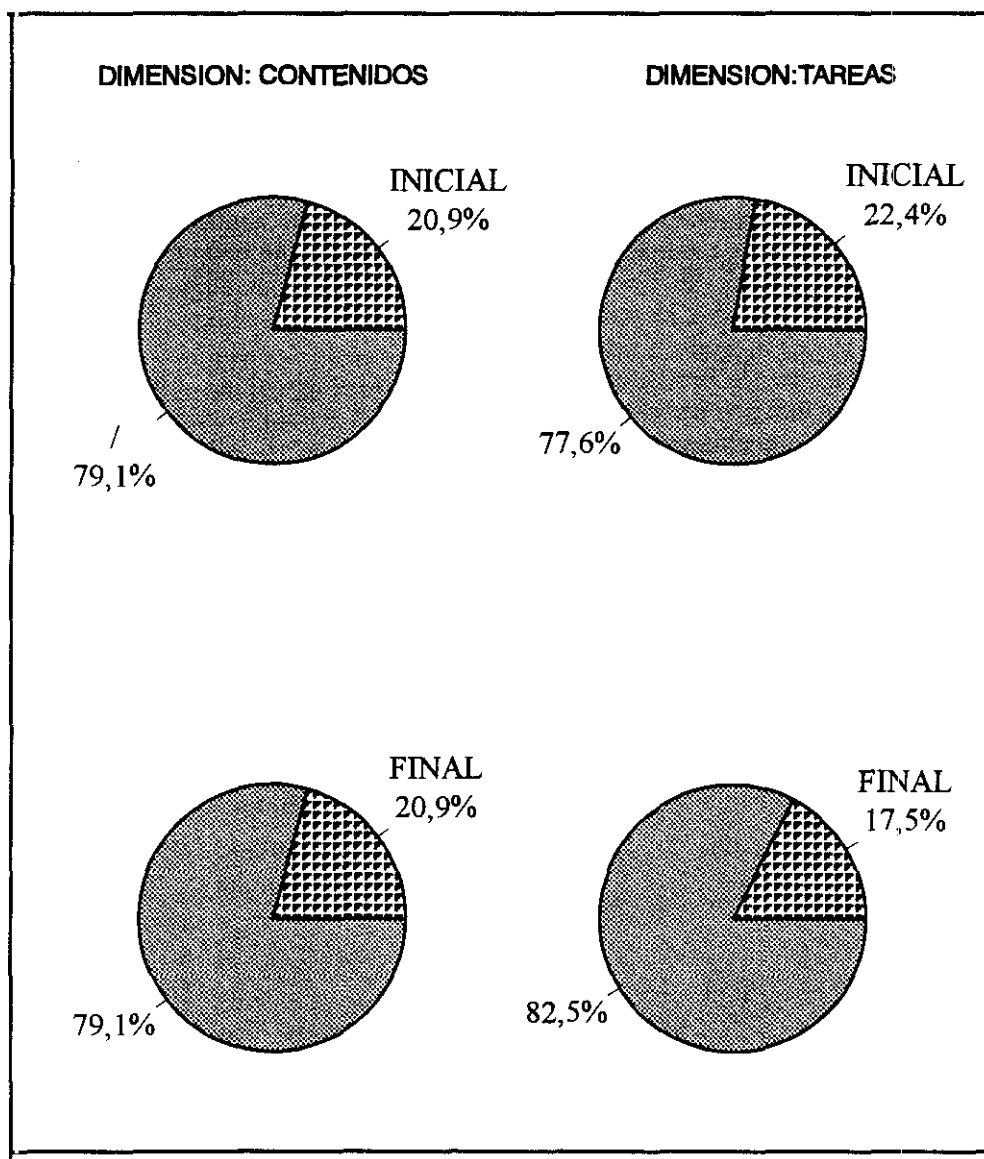 DIMENSION: CONTENIDOS
DIMENSION:TAREAS
INICIAL
20,9%
79,1%
INICIAL
22,4%
77,6%
FINAL
20,9%
79,1%
FINAL
17,5%
82,5%